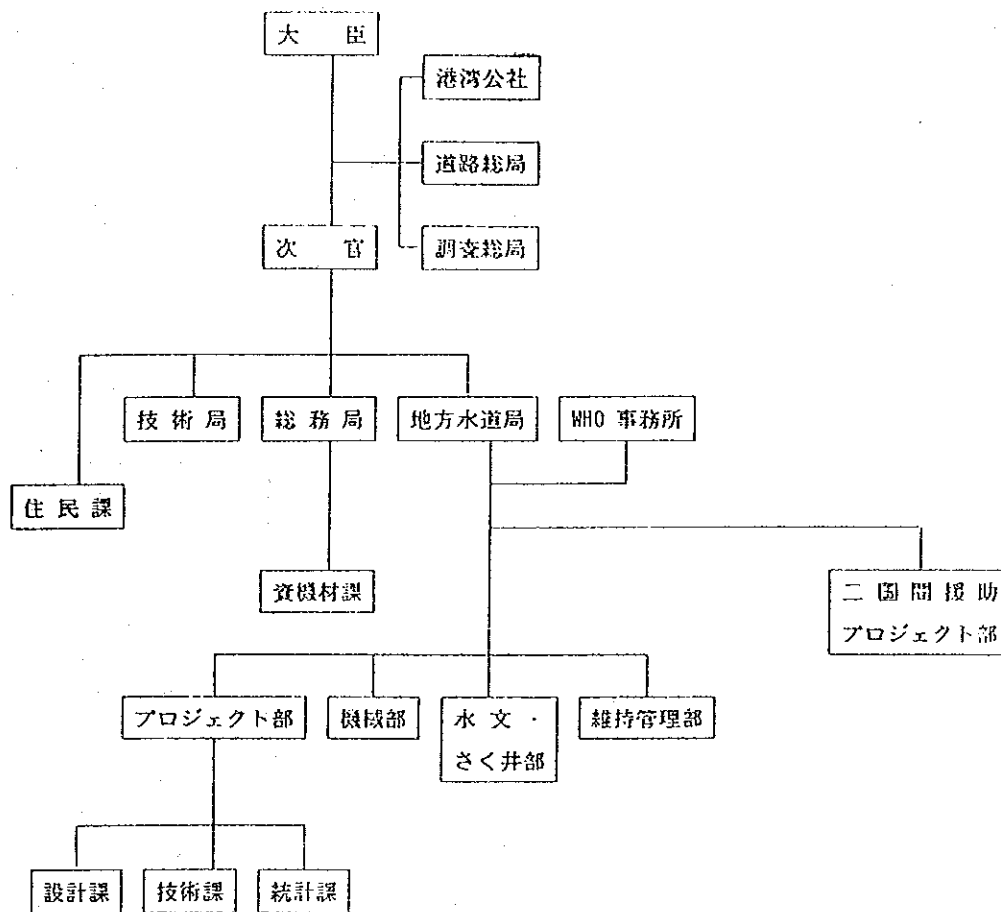 大臣
港湾公社
道路総局
次官
調査総局
技術局
総務局
地方水道局
WHO 事務所
住民課
資機材課
二国間援助
プロジェクト部
プロジェクト部
機械部
水文・
さく井部
維持管理部
設計課
技術課
統計課